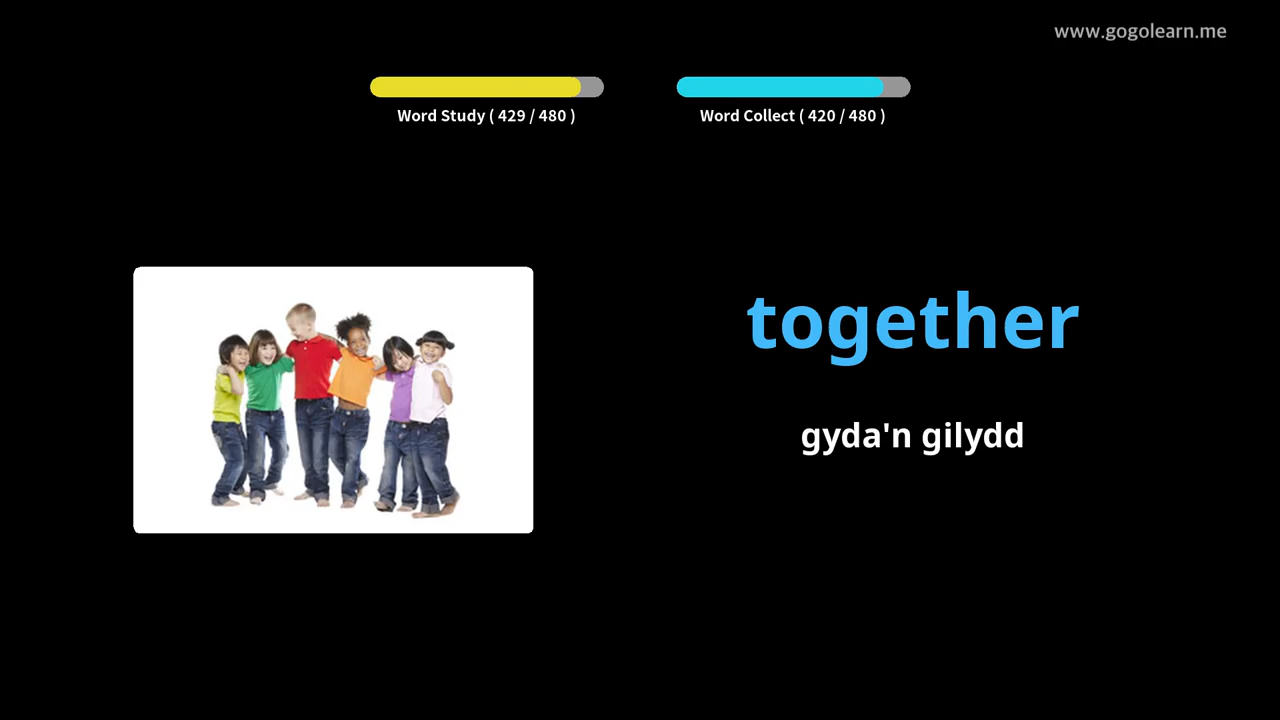 www.gogolearn.me
Word Study ( 429 / 480 )
Word Collect ( 420 / 480 )
together
gyda'n gilydd